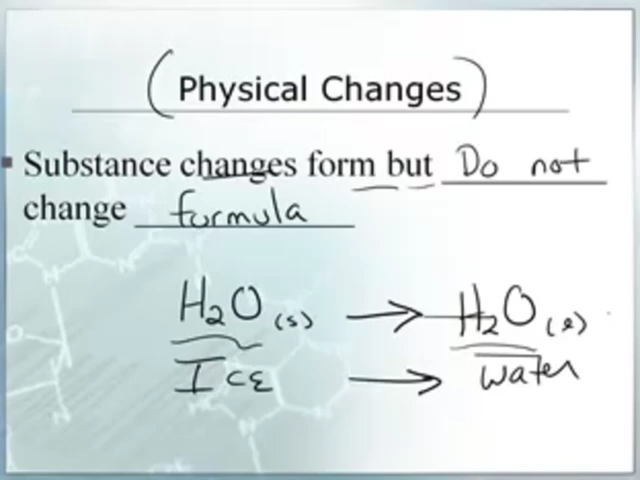 (Physical Changes)
Substance changes form but Do not
change formula
H₂O (s) → H₂O (l)
Ice → water